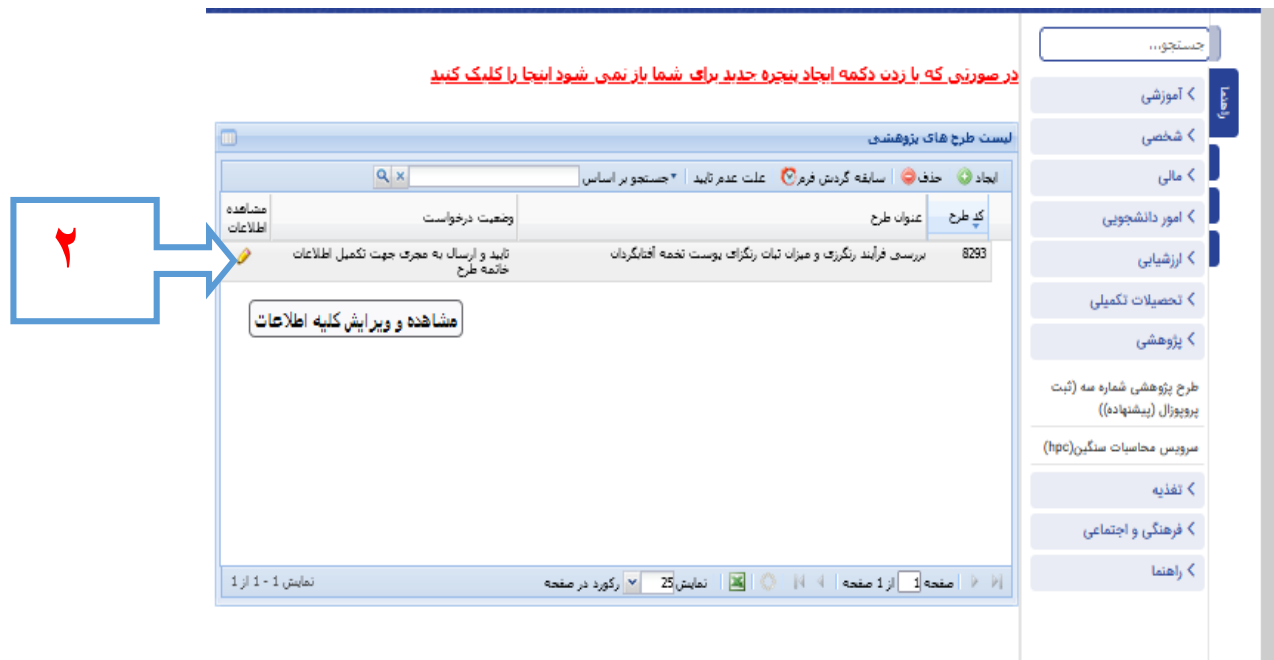 جستجو...
راهنما
آموزشی
شخصی
مالی
امور دانشجویی
ارزشیابی
تحصیلات تکمیلی
پژوهشی
طرح پژوهشی شماره سه (ثبت
پروپوزال (پیشنهاده))
سرویس محاسبات سنگین(hpc)
تغذیه
فرهنگی و اجتماعی
راهنما
در صورتی که با زدن دکمه ایجاد پنجره جدید برای شما باز نمی شود اینجا را کلیک کنید
لیست طرح های پژوهشی
ایجاد حذف سابقه گردش فرم علت عدم تایید جستجو بر اساس
کد طرح عنوان طرح وضعیت درخواست مشاهده
اطلاعات
8293 بررسی فرآیند رنگرزی و میزان ثبات رنگزای پوست تخمه آفتابگردان تایید و ارسال به مجری جهت تکمیل اطلاعات
خاتمه طرح
۲
مشاهده و ویرایش کلیه اطلاعات
صفحه 1 از 1 صفحه نمایش 25 رکورد در صفحه نمایش 1 - 1 از 1